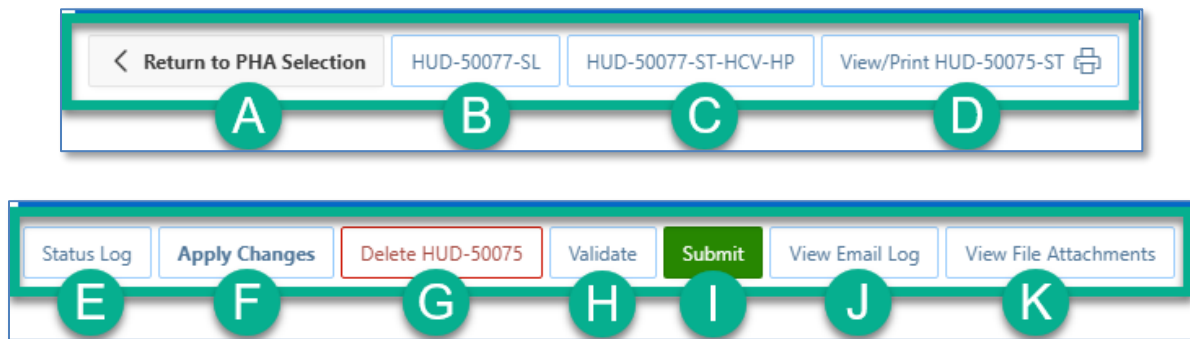 Return to PHA Selection HUD-50077-SL HUD-50077-ST-HCV-HP View/Print HUD-50075-ST
A B C D
Status Log Apply Changes Delete HUD-50075 Validate Submit View Email Log View File Attachments
E F G H I J K